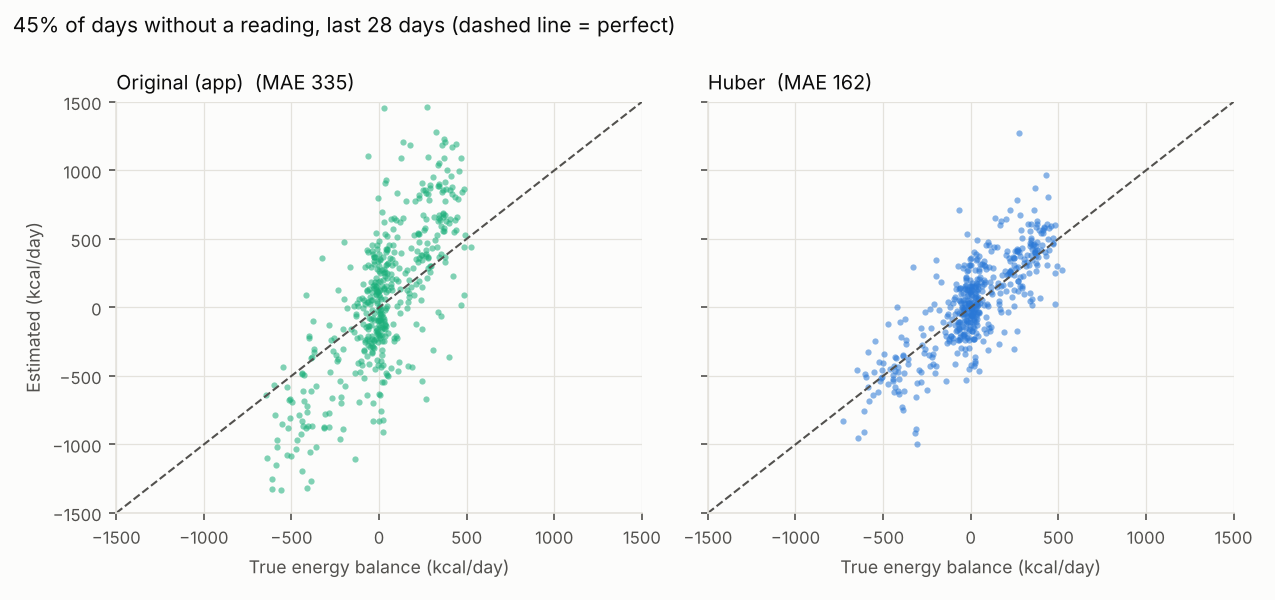 45% of days without a reading, last 28 days (dashed line = perfect)
Original (app)  (MAE 335)
Huber  (MAE 162)
Estimated (kcal/day)
1500
1000
500
0
−500
−1000
−1500
−1500 −1000 −500 0 500 1000 1500
−1500 −1000 −500 0 500 1000 1500
True energy balance (kcal/day)
True energy balance (kcal/day)